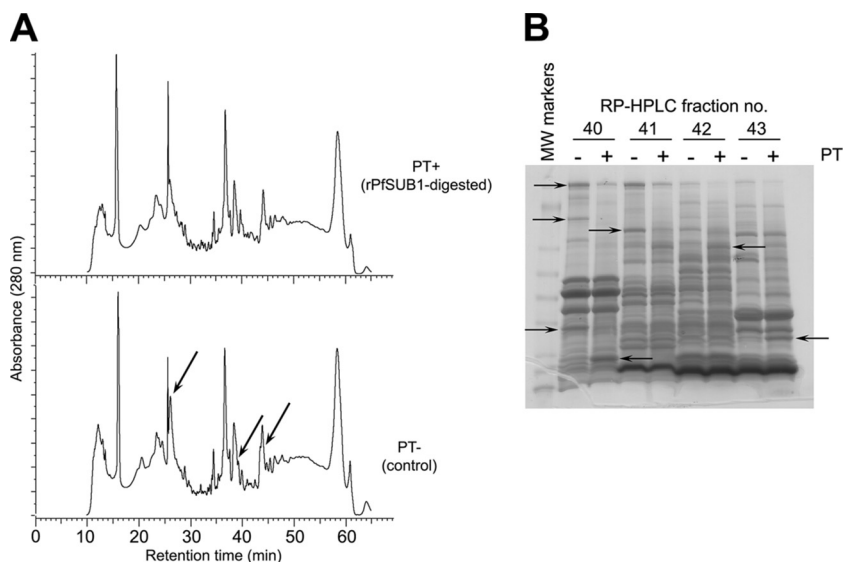 A
B
PT+
(rPfSUB1-digested)
PT-
(control)
Absorbance (280 nm)
0 10 20 30 40 50 60
Retention time (min)
MW markers
RP-HPLC fraction no.
40 41 42 43
- + - + - + - + PT